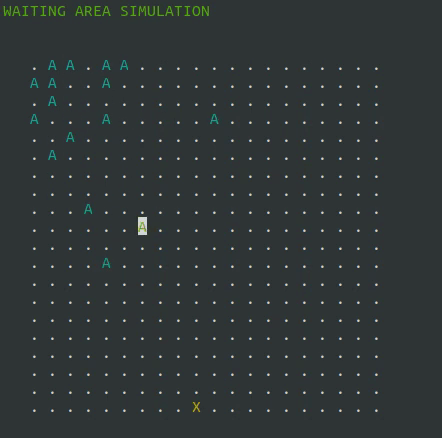 WAITING AREA SIMULATION
. A A . A A . . . . . . . . . . . . . .
A A . . A . . . . . . . . . . . . . . .
. A . . . . . . . . . . . . . . . . . .
A . . . A . . . . . A . . . . . . . . .
. . A . . . . . . . . . . . . . . . . .
. A . . . . . . . . . . . . . . . . . .
. . . . . . . . . . . . . . . . . . . .
. . . . . . . . . . . . . . . . . . . .
. . . A . . . . . . . . . . . . . . . .
. . . . . . A . . . . . . . . . . . . .
. . . . . . . . . . . . . . . . . . . .
. . . . A . . . . . . . . . . . . . . .
. . . . . . . . . . . . . . . . . . . .
. . . . . . . . . . . . . . . . . . . .
. . . . . . . . . . . . . . . . . . . .
. . . . . . . . . . . . . . . . . . . .
. . . . . . . . . . . . . . . . . . . .
. . . . . . . . . . . . . . . . . . . .
. . . . . . . . . . . . . . . . . . . .
. . . . . . . . . X . . . . . . . . . .